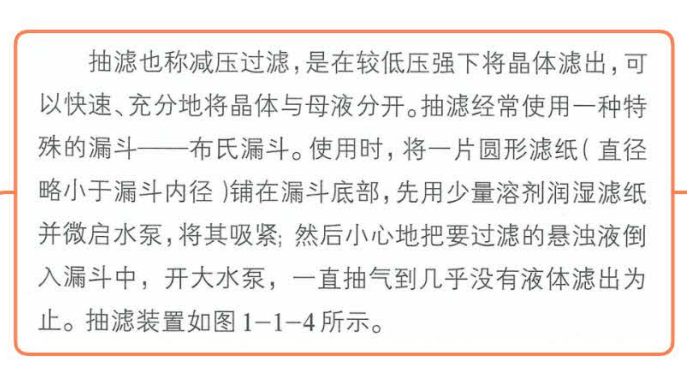 抽滤也称减压过滤，是在较低压强下将晶体滤出，可
以快速、充分地将晶体与母液分开。抽滤经常使用一种特
殊的漏斗——布氏漏斗。使用时，将一片圆形滤纸（直径
略小于漏斗内径）铺在漏斗底部，先用少量溶剂润湿滤纸
并微启水泵，将其吸紧；然后小心地把要过滤的悬浊液倒
入漏斗中，开大水泵，一直抽气到几乎没有液体滤出为
止。抽滤装置如图1-1-4所示。